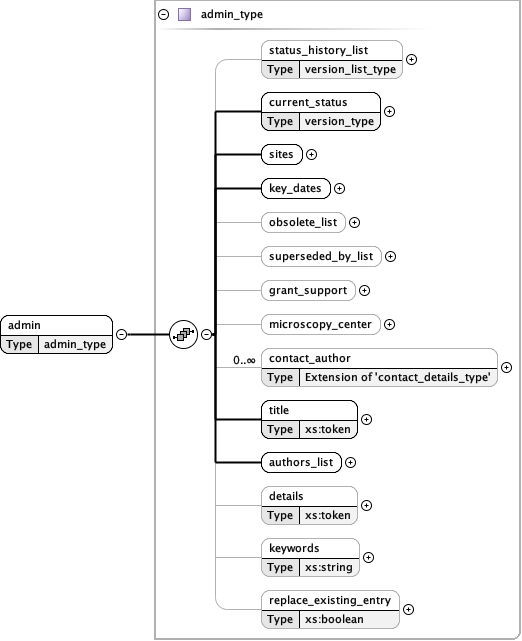 admin_type
status_history_list
Type version_list_type
current_status
Type version_type
sites
key_dates
obsolete_list
superseded_by_list
grant_support
microscopy_center
admin
Type admin_type
0..∞
contact_author
Type Extension of 'contact_details_type'
title
Type xs:token
authors_list
details
Type xs:token
keywords
Type xs:string
replace_existing_entry
Type xs:boolean